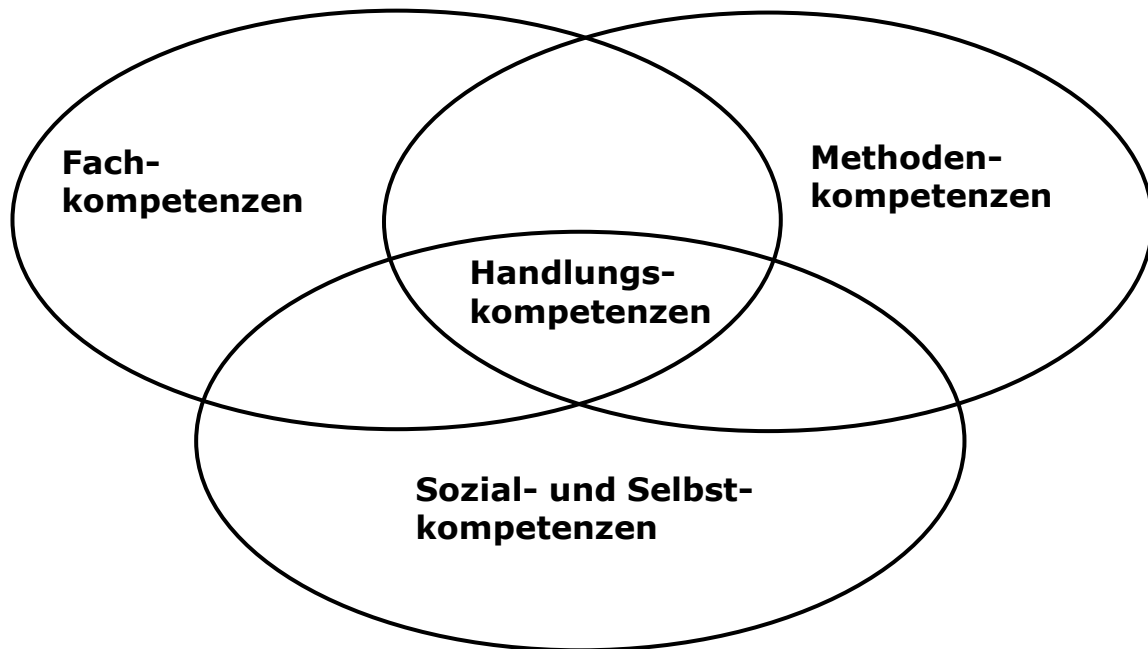 Fach-
kompetenzen
Methoden-
kompetenzen
Handlungs-
kompetenzen
Sozial- und Selbst-
kompetenzen